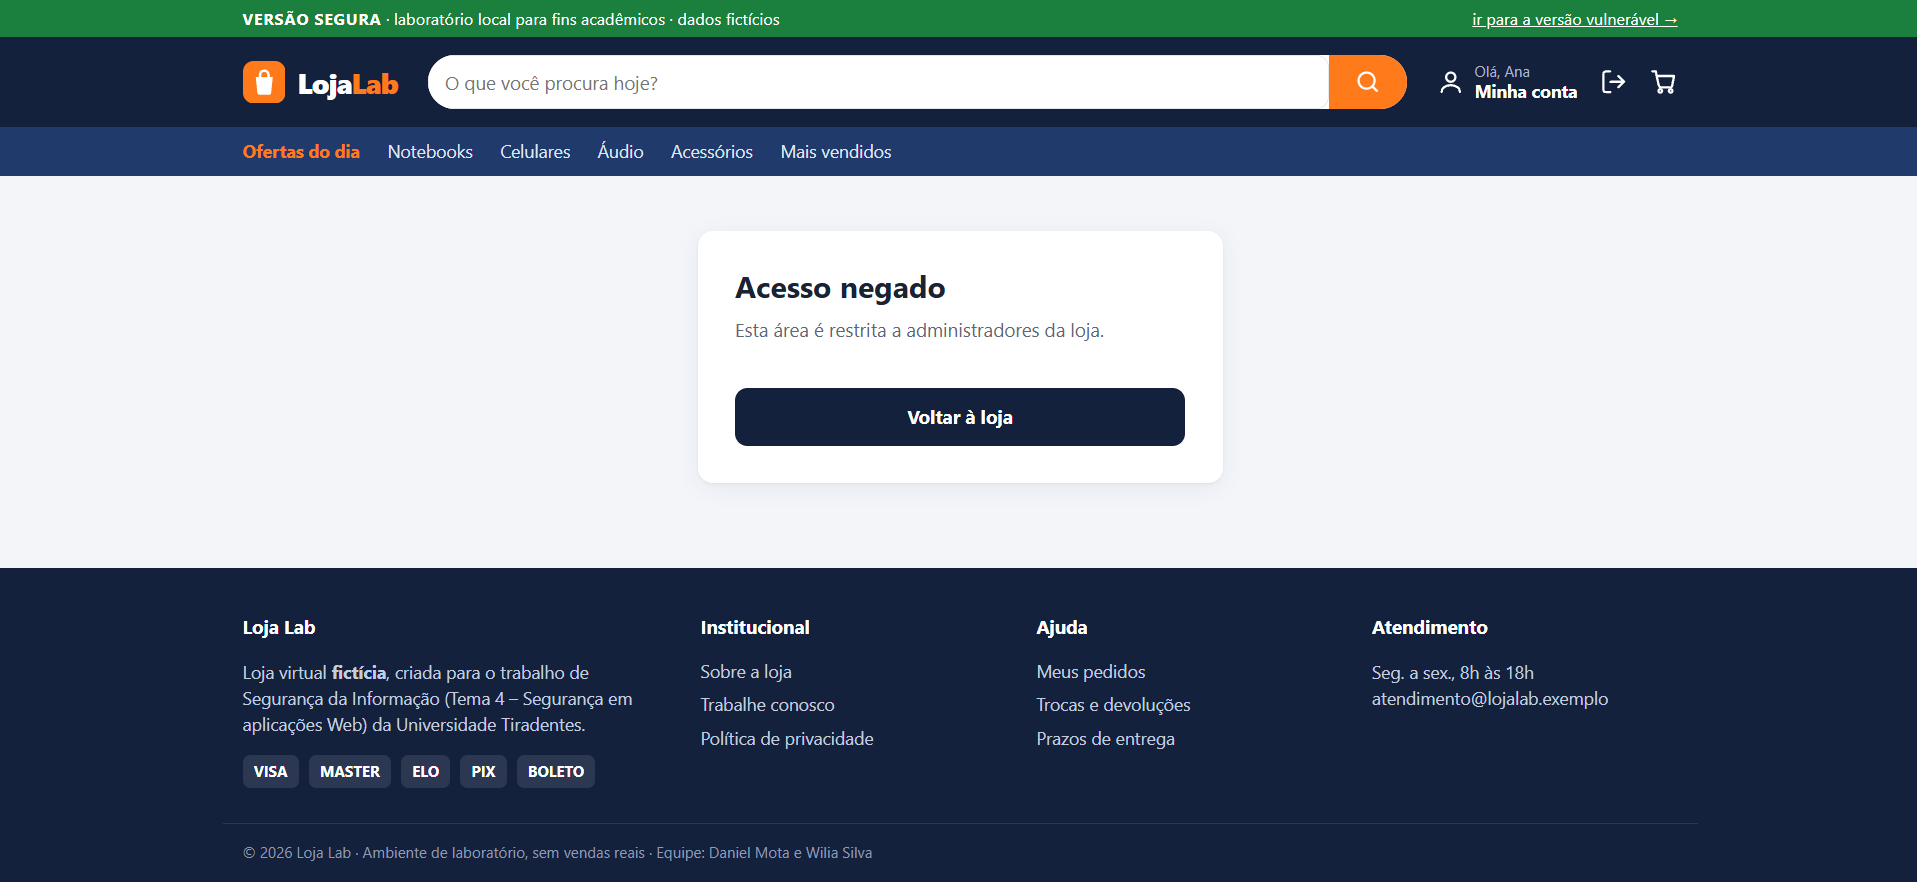 VERSÃO SEGURA · laboratório local para fins acadêmicos · dados fictícios
ir para a versão vulnerável →
LojaLab
O que você procura hoje?
Olá, Ana
Minha conta
Ofertas do dia
Notebooks
Celulares
Áudio
Acessórios
Mais vendidos
Acesso negado
Esta área é restrita a administradores da loja.
Voltar à loja
Loja Lab
Loja virtual fictícia, criada para o trabalho de
Segurança da Informação (Tema 4 – Segurança em
aplicações Web) da Universidade Tiradentes.
VISA
MASTER
ELO
PIX
BOLETO
Institucional
Sobre a loja
Trabalhe conosco
Política de privacidade
Ajuda
Meus pedidos
Trocas e devoluções
Prazos de entrega
Atendimento
Seg. a sex., 8h às 18h
atendimento@lojalab.exemplo
© 2026 Loja Lab · Ambiente de laboratório, sem vendas reais · Equipe: Daniel Mota e Wilia Silva